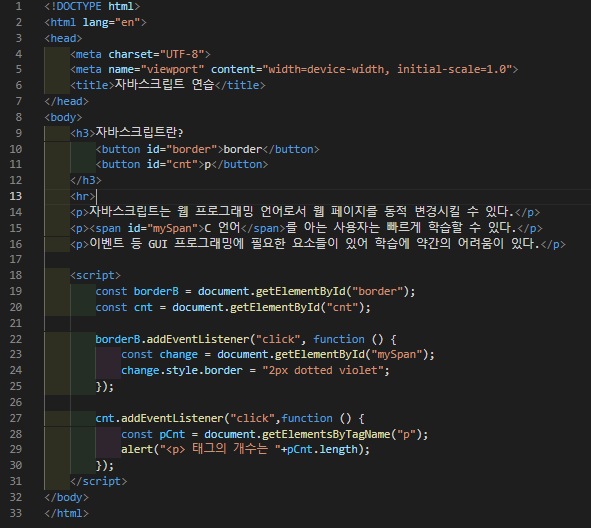 1 <!DOCTYPE html>
2 <html lang="en">
3 <head>
4     <meta charset="UTF-8">
5     <meta name="viewport" content="width=device-width, initial-scale=1.0">
6     <title>자바스크립트 연습</title>
7 </head>
8 <body>
9     <h3>자바스크립트란?
10         <button id="border">border</button>
11         <button id="cnt">p</button>
12     </h3>
13     <hr>
14     <p>자바스크립트는 웹 프로그래밍 언어로서 웹 페이지를 동적 변경시킬 수 있다.</p>
15     <p><span id="mySpan">C 언어</span>를 아는 사용자는 빠르게 학습할 수 있다.</p>
16     <p>이벤트 등 GUI 프로그래밍에 필요한 요소들이 있어 학습에 약간의 어려움이 있다.</p>
17
18     <script>
19         const borderB = document.getElementById("border");
20         const cnt = document.getElementById("cnt");
21
22         borderB.addEventListener("click", function () {
23             const change = document.getElementById("mySpan");
24             change.style.border = "2px dotted violet";
25         });
26
27         cnt.addEventListener("click",function () {
28             const pCnt = document.getElementsByTagName("p");
29             alert("<p> 태그의 개수는 "+pCnt.length);
30         });
31     </script>
32 </body>
33 </html>